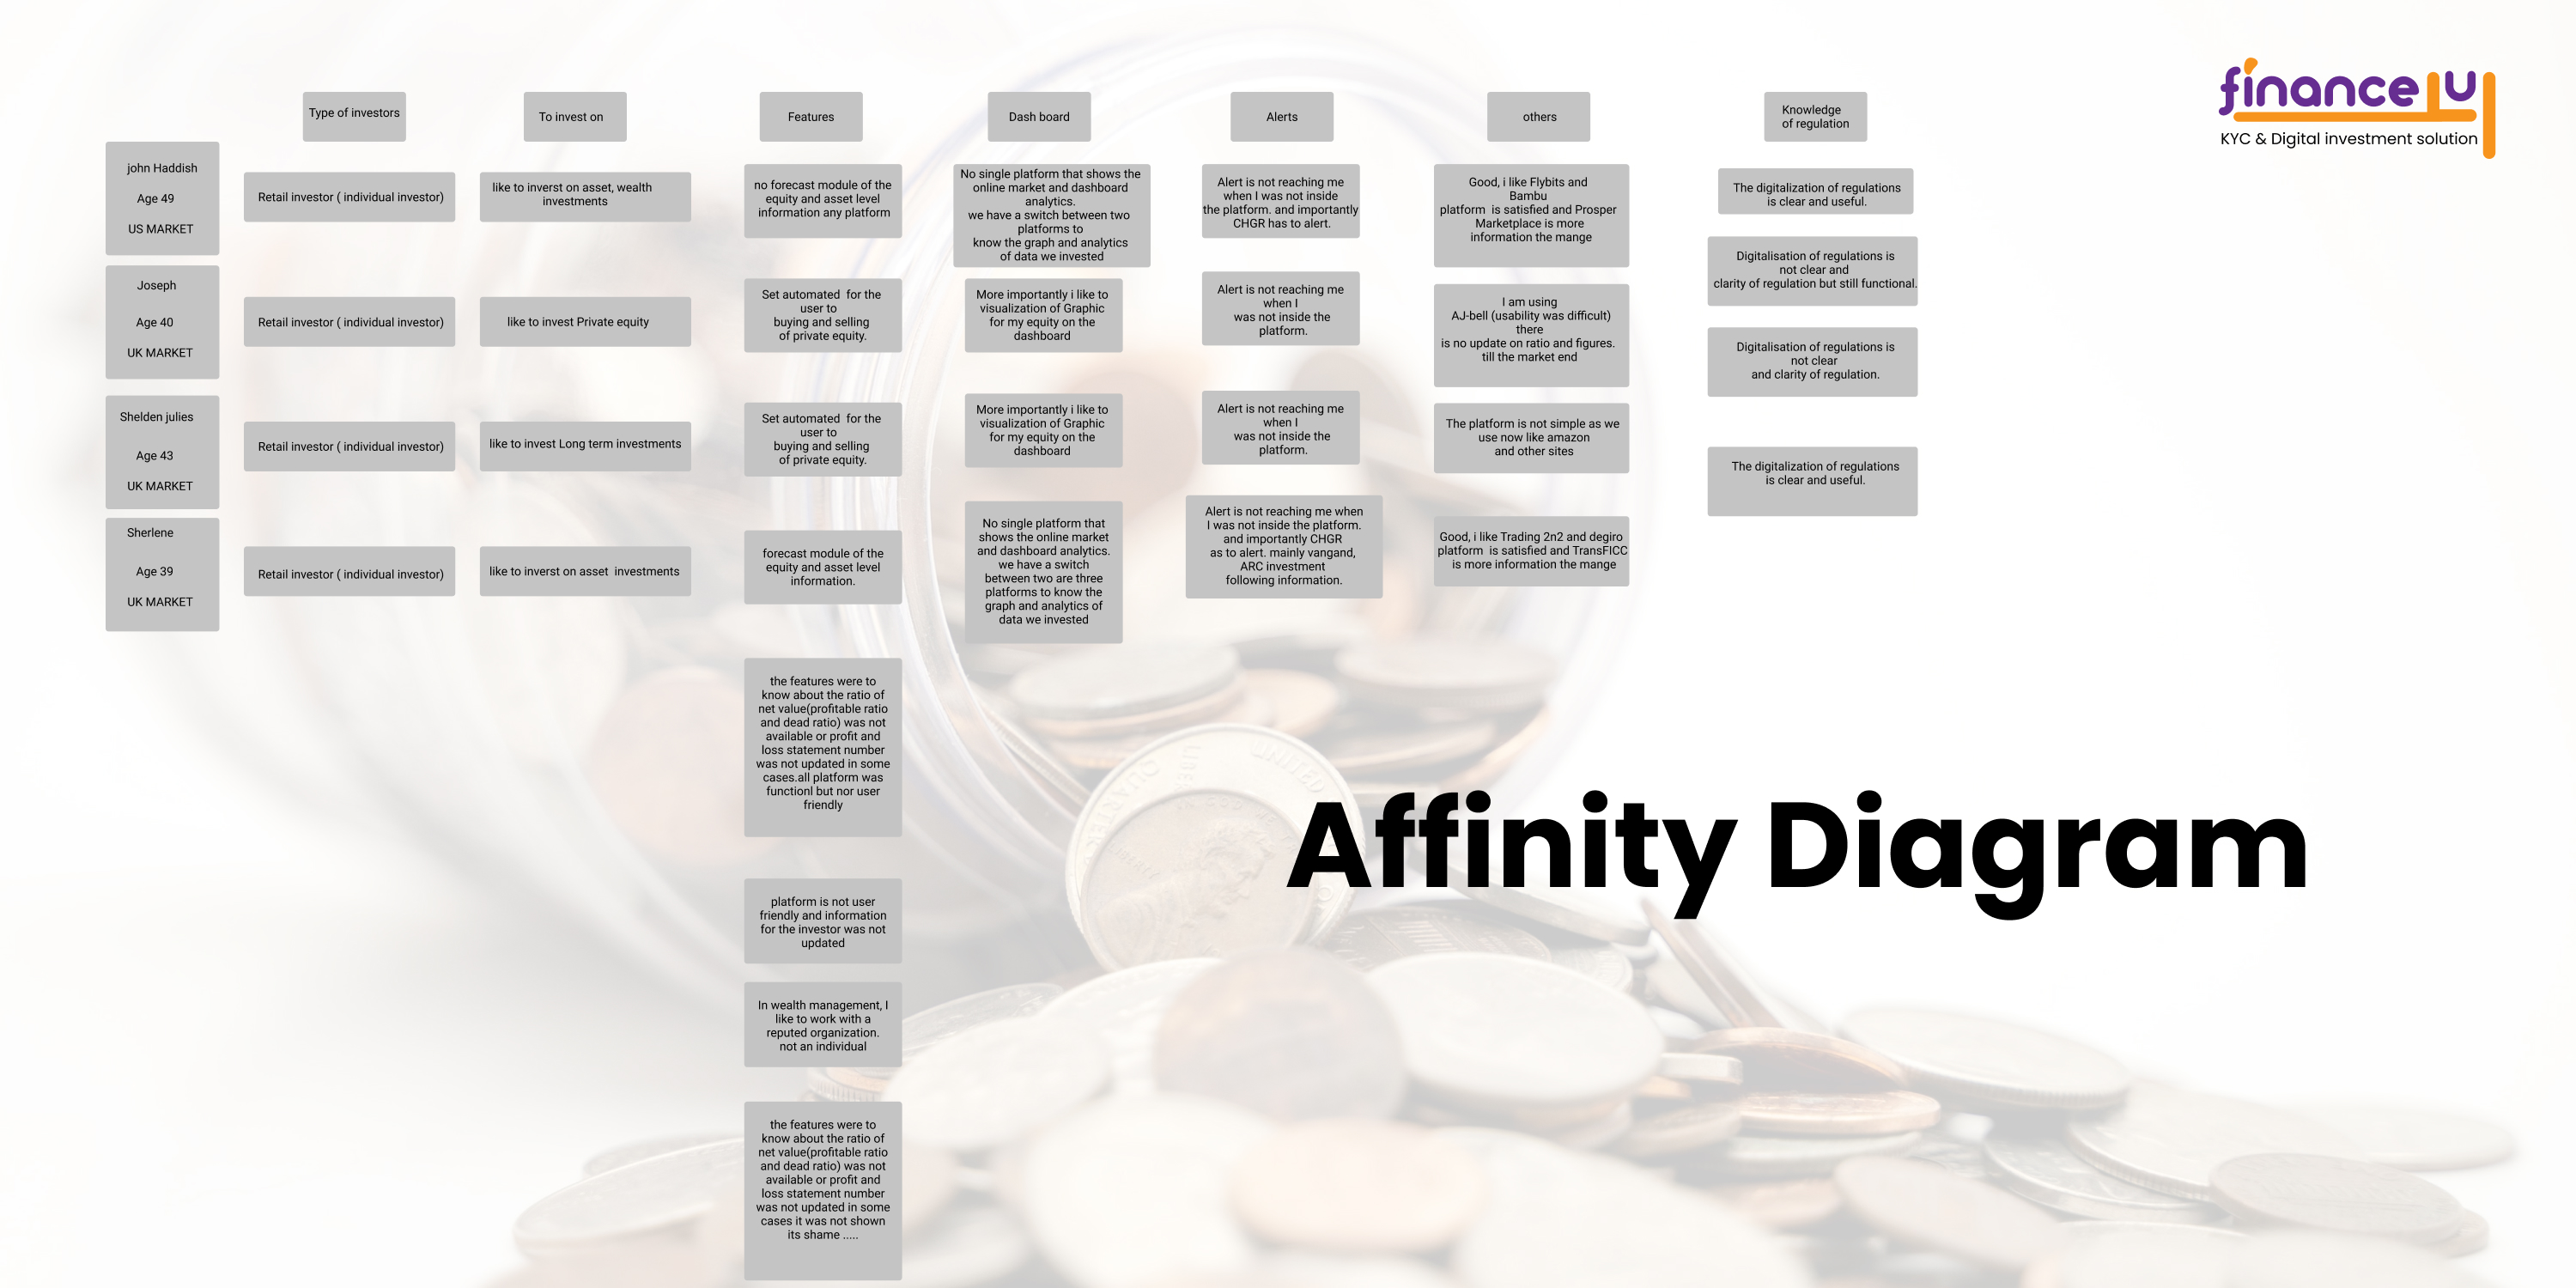 financely
KYC & Digital investment solution
Type of investors
To invest on
Features
Dash board
Alerts
others
Knowledge
of regulation
john Haddish
Age 49
US MARKET
Retail investor ( individual investor)
like to inverst on asset, wealth
investments
no forecast module of the
equity and asset level
information any platform
No single platform that shows the
online market and dashboard
analytics.
we have a switch between two
platforms to
know the graph and analytics
of data we invested
Alert is not reaching me
when I was not inside
the platform. and importantly
CHGR has to alert.
Good, i like Flybits and
Bambu
platform is satisfied and Prosper
Marketplace is more
information the mange
The digitalization of regulations
is clear and useful.
Joseph
Age 40
UK MARKET
Retail investor ( individual investor)
like to invest Private equity
Set automated for the
user to
buying and selling
of private equity.
More importantly i like to
visualization of Graphic
for my equity on the
dashboard
Alert is not reaching me
when I
was not inside the
platform.
I am using
AJ-bell (usability was difficult)
there
is no update on ratio and figures.
till the market end
Digitalisation of regulations is
not clear and
clarity of regulation but still functional.
Shelden julies
Age 43
UK MARKET
Retail investor ( individual investor)
like to invest Long term investments
Set automated for the
user to
buying and selling
of private equity.
More importantly i like to
visualization of Graphic
for my equity on the
dashboard
Alert is not reaching me
when I
was not inside the
platform.
The platform is not simple as we
use now like amazon
and other sites
Digitalisation of regulations is
not clear
and clarity of regulation.
Sherlene
Age 39
UK MARKET
Retail investor ( individual investor)
like to inverst on asset investments
forecast module of the
equity and asset level
information.
No single platform that
shows the online market
and dashboard analytics.
we have a switch
between two are three
platforms to know the
graph and analytics of
data we invested
Alert is not reaching me when
I was not inside the platform.
and importantly CHGR
as to alert. mainly vangand,
ARC investment
following information.
Good, i like Trading 2n2 and degiro
platform is satisfied and TransFICC
is more information the mange
The digitalization of regulations
is clear and useful.
the features were to
know about the ratio of
net value(profitable ratio
and dead ratio) was not
available or profit and
loss statement number
was not updated in some
cases.all platform was
functionl but nor user
friendly
platform is not user
friendly and information
for the investor was not
updated
In wealth management, I
like to work with a
reputed organization.
not an individual
the features were to
know about the ratio of
net value(profitable ratio
and dead ratio) was not
available or profit and
loss statement number
was not updated in some
cases it was not shown
its shame .....
Affinity Diagram
UNITED